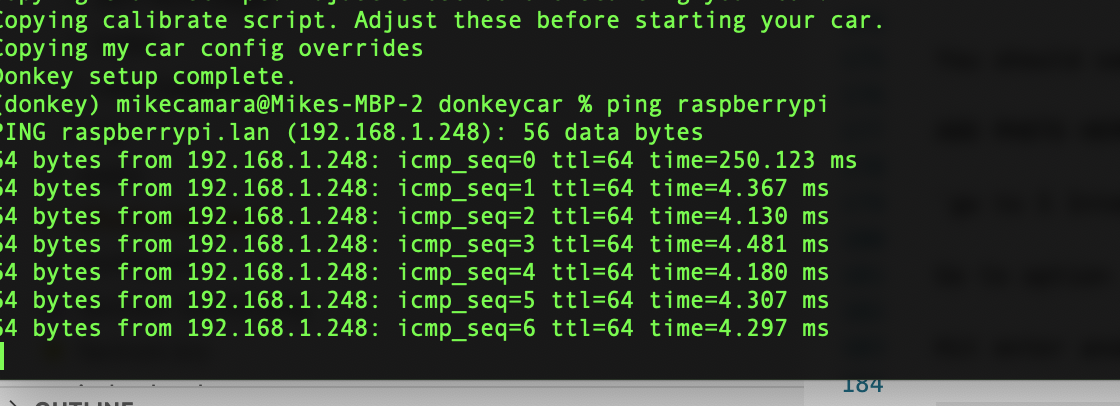 Copying calibrate script. Adjust these before starting your car.
Copying my car config overrides
Donkey setup complete.
(donkey) mikecamara@Mikes-MBP-2 donkeycar % ping raspberrypi
PING raspberrypi.lan (192.168.1.248): 56 data bytes
64 bytes from 192.168.1.248: icmp_seq=0 ttl=64 time=250.123 ms
64 bytes from 192.168.1.248: icmp_seq=1 ttl=64 time=4.367 ms
64 bytes from 192.168.1.248: icmp_seq=2 ttl=64 time=4.130 ms
64 bytes from 192.168.1.248: icmp_seq=3 ttl=64 time=4.481 ms
64 bytes from 192.168.1.248: icmp_seq=4 ttl=64 time=4.180 ms
64 bytes from 192.168.1.248: icmp_seq=5 ttl=64 time=4.307 ms
64 bytes from 192.168.1.248: icmp_seq=6 ttl=64 time=4.297 ms
184
OUTLINE